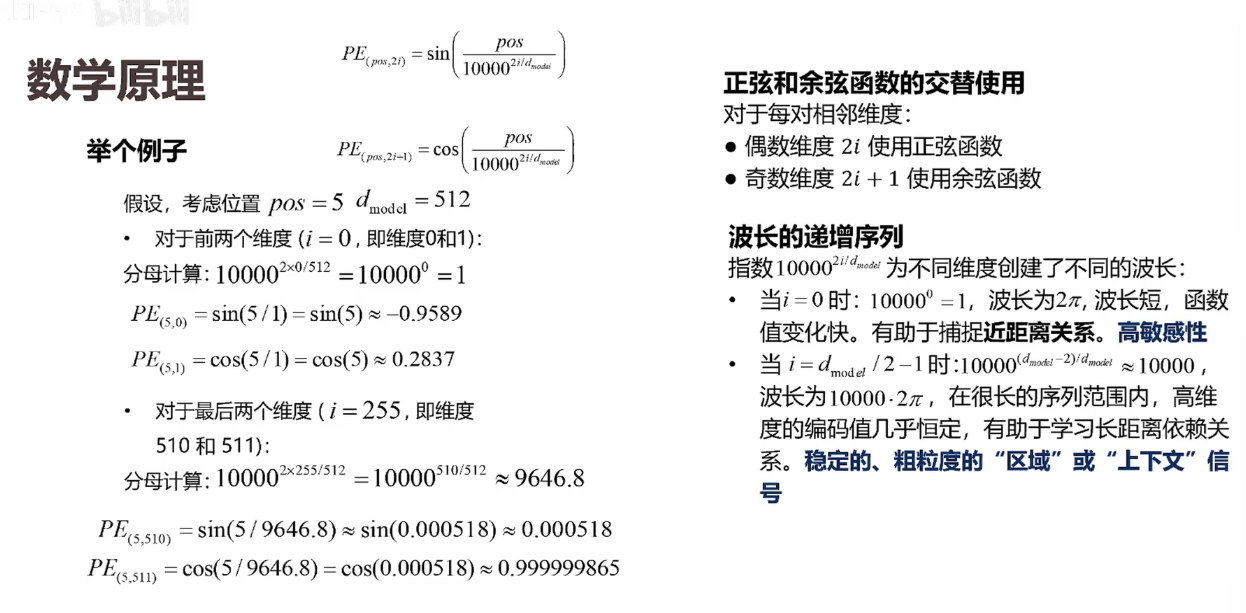 bilibili
数学原理
PE_(pos,2i) = sin(pos / 10000^(2i/d_model))
举个例子
PE_(pos,2i+1) = cos(pos / 10000^(2i/d_model))
假设，考虑位置 pos = 5 d_model = 512
• 对于前两个维度 (i = 0 , 即维度0和1)：
分母计算: 10000^(2×0/512) = 10000^0 = 1
PE_(5,0) = sin(5 / 1) = sin(5) ≈ −0.9589
PE_(5,1) = cos(5 / 1) = cos(5) ≈ 0.2837
• 对于最后两个维度 ( i = 255 , 即维度
510 和 511)：
分母计算: 10000^(2×255/512) = 10000^(510/512) ≈ 9646.8
PE_(5,510) = sin(5 / 9646.8) ≈ sin(0.000518) ≈ 0.000518
PE_(5,511) = cos(5 / 9646.8) = cos(0.000518) ≈ 0.999999865
正弦和余弦函数的交替使用
对于每对相邻维度：
● 偶数维度 2i 使用正弦函数
● 奇数维度 2i + 1 使用余弦函数
波长的递增序列
指数10000^(2i/d_model) 为不同维度创建了不同的波长：
• 当i = 0 时：10000^0 = 1，波长为2π, 波长短，函数
值变化快。有助于捕捉近距离关系。高敏感性
• 当 i = d_model / 2 − 1 时:10000^((d_model−2)/d_model) ≈ 10000 ,
波长为10000 · 2π ，在很长的序列范围内，高维
度的编码值几乎恒定，有助于学习长距离依赖关
系。稳定的、粗粒度的“区域”或“上下文”信
号